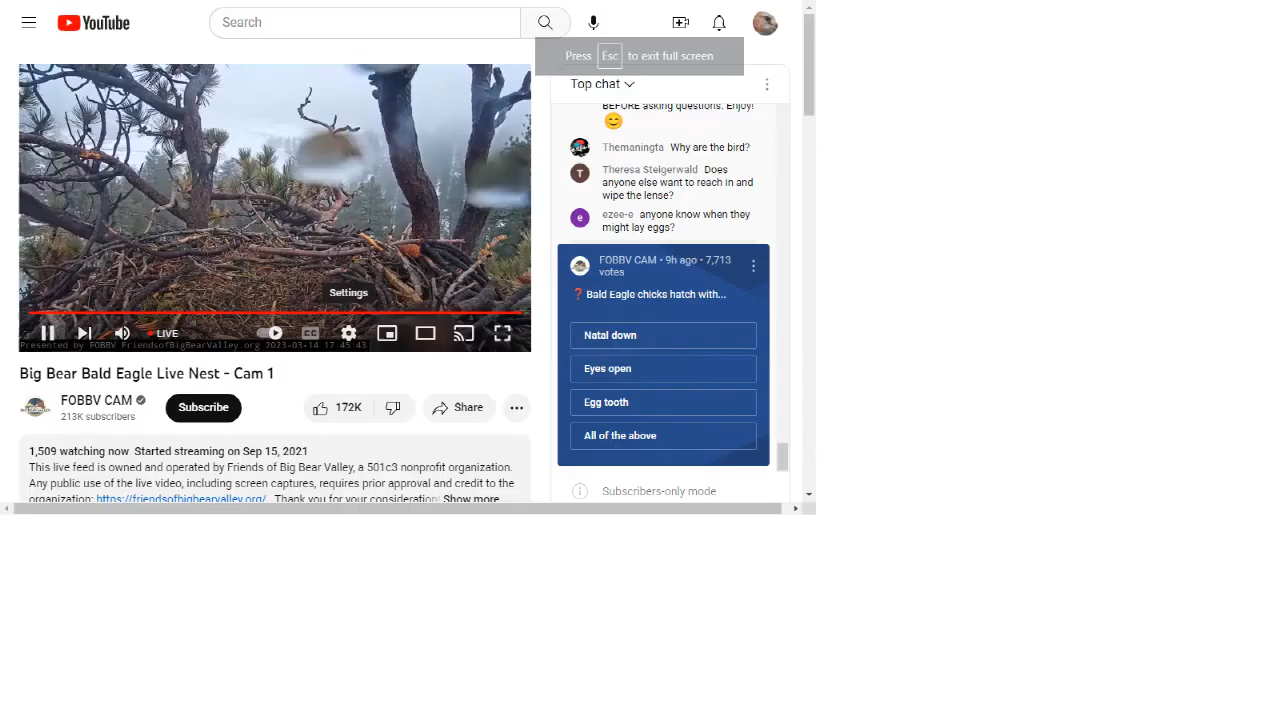 YouTube
Search
Press Esc to exit full screen
Top chat
BEFORE asking questions. Enjoy!
Themaningta Why are the bird?
T
Theresa Steigerwald Does
anyone else want to reach in and
wipe the lense?
e
ezee-e anyone know when they
might lay eggs?
FOBBV CAM • 9h ago • 7,713
votes
Bald Eagle chicks hatch with...
Natal down
Eyes open
Egg tooth
All of the above
Subscribers-only mode
Settings
LIVE
CC
Presented by FOBBV FriendsofBigBearValley.org 2023-03-14 17 45:43
Big Bear Bald Eagle Live Nest - Cam 1
FOBBV CAM
213K subscribers
Subscribe
172K
Share
1,509 watching now Started streaming on Sep 15, 2021
This live feed is owned and operated by Friends of Big Bear Valley, a 501c3 nonprofit organization.
Any public use of the live video, including screen captures, requires prior approval and credit to the
organization: https://friendsofbigbearvalley.org/ . Thank you for your consideration! Show more